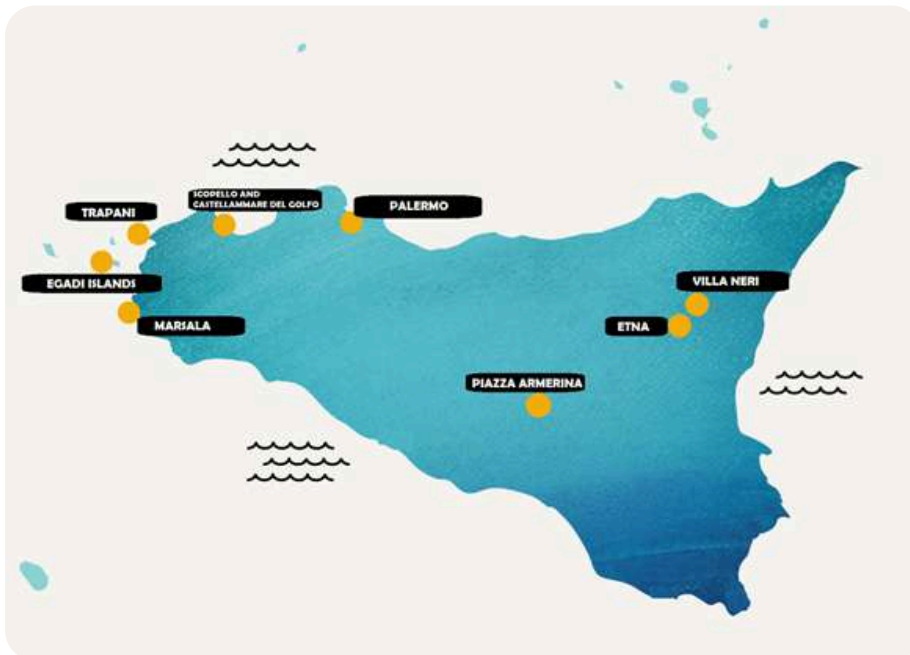 SCOPELLO AND
CASTELLAMMARE DEL GOLFO
PALERMO
TRAPANI
EGADI ISLANDS
MARSALA
VILLA NERI
ETNA
PIAZZA ARMERINA